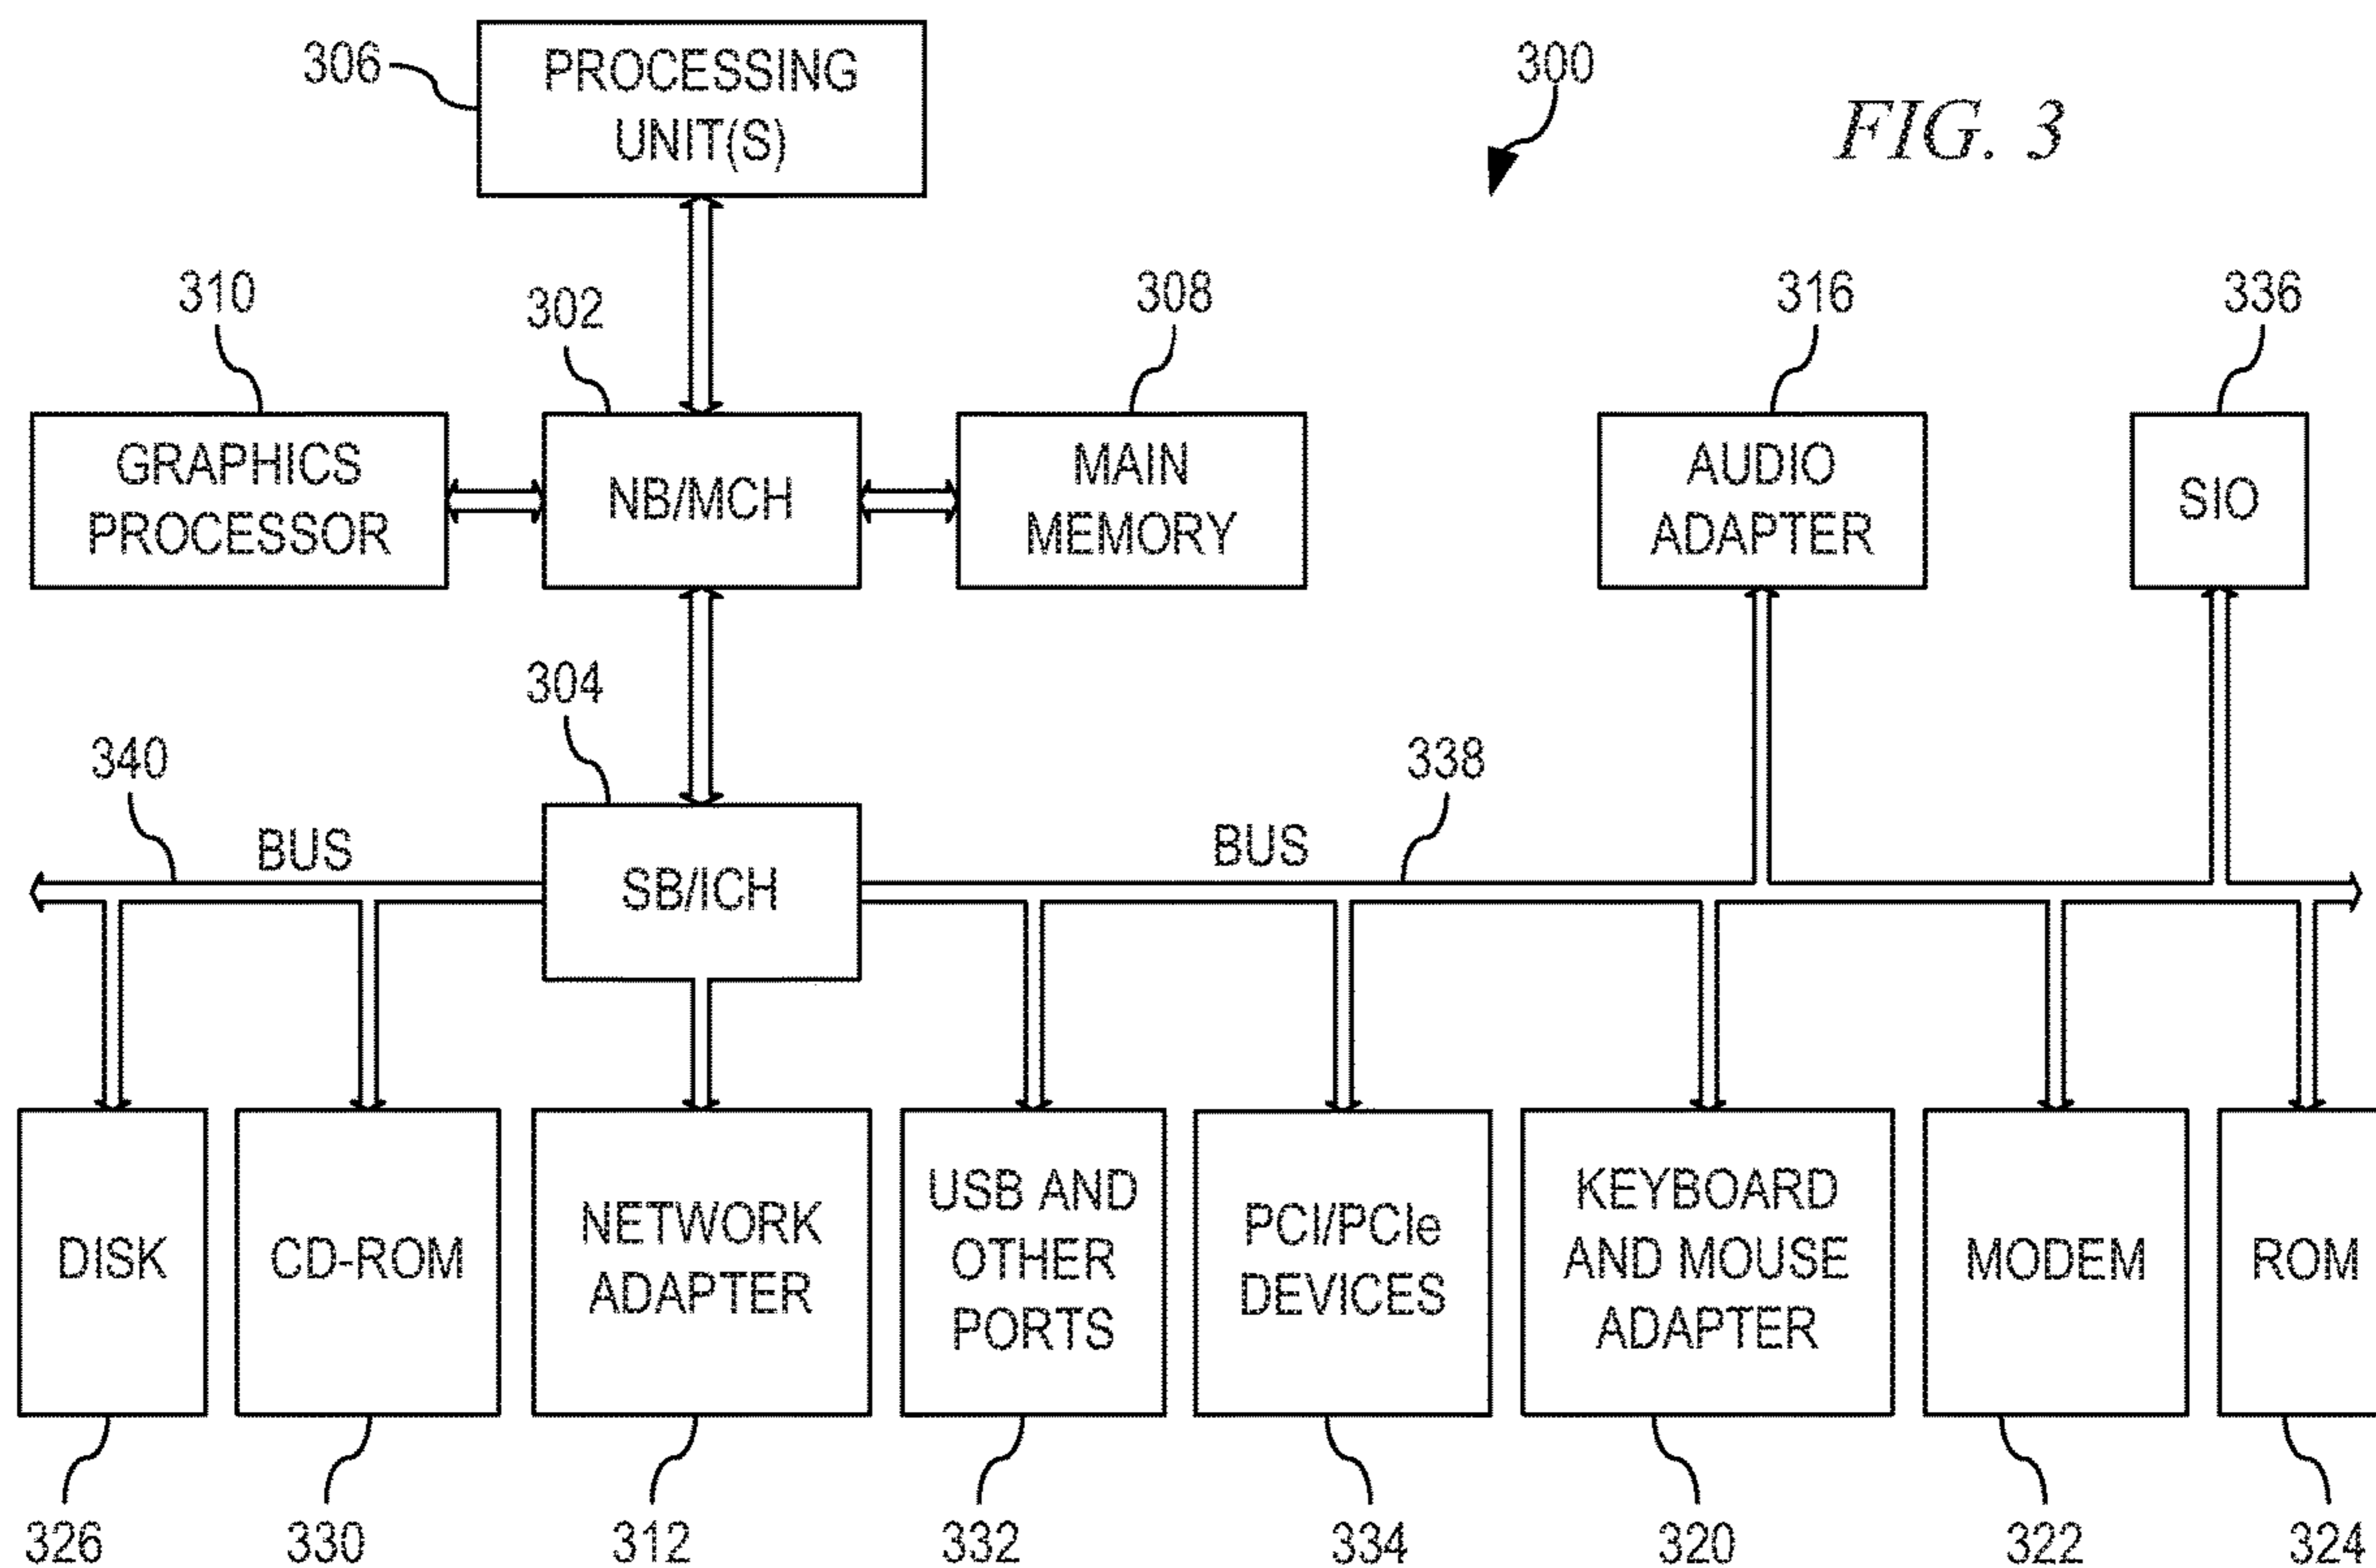 306
PROCESSING
UNIT(S)
300
FIG. 3
310
302
308
316
336
GRAPHICS
PROCESSOR
NB/MCH
MAIN
MEMORY
AUDIO
ADAPTER
SIO
304
340
338
BUS
BUS
SB/ICH
DISK
CD-ROM
NETWORK
ADAPTER
USB AND
OTHER
PORTS
PCI/PCIe
DEVICES
KEYBOARD
AND MOUSE
ADAPTER
MODEM
ROM
326
330
312
332
334
320
322
324